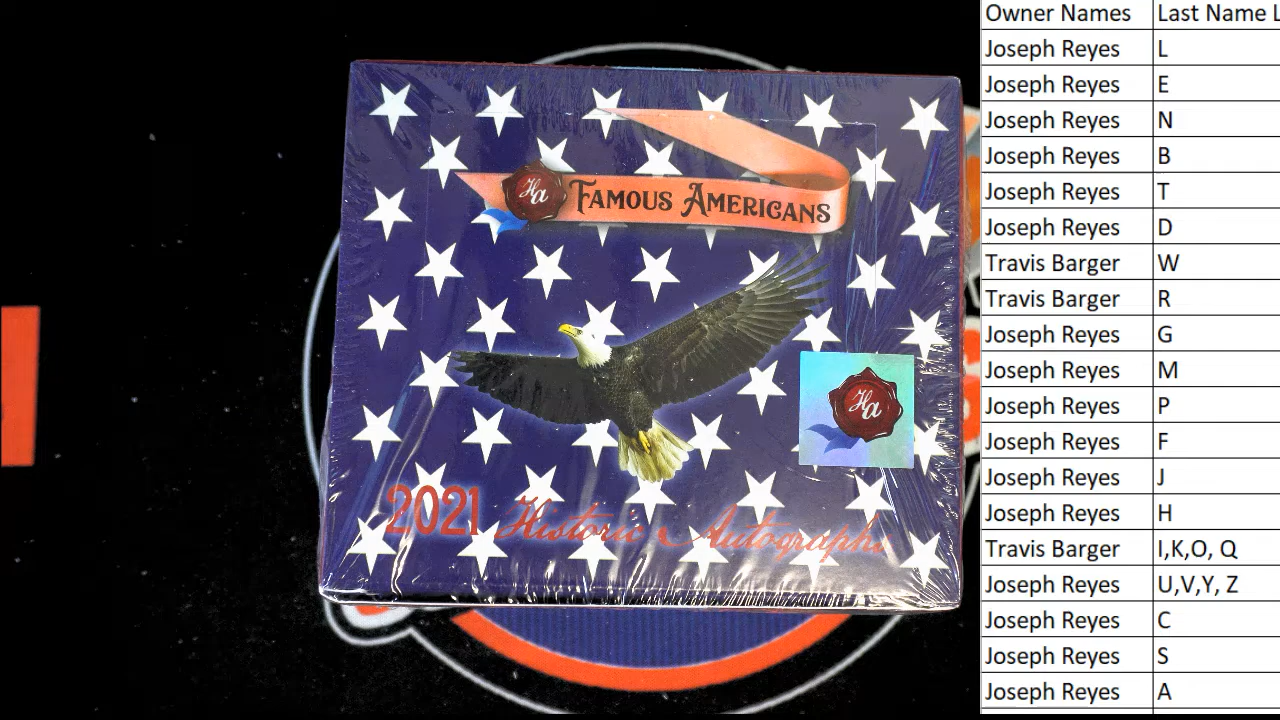 Owner Names Last Name L
Joseph Reyes L
Joseph Reyes E
Joseph Reyes N
Joseph Reyes B
Joseph Reyes T
Joseph Reyes D
Travis Barger W
Travis Barger R
Joseph Reyes G
Joseph Reyes M
Joseph Reyes P
Joseph Reyes F
Joseph Reyes J
Joseph Reyes H
Travis Barger I,K,O, Q
Joseph Reyes U,V,Y, Z
Joseph Reyes C
Joseph Reyes S
Joseph Reyes A
Ha
FAMOUS AMERICANS
Ha
2021 Historic Autographs